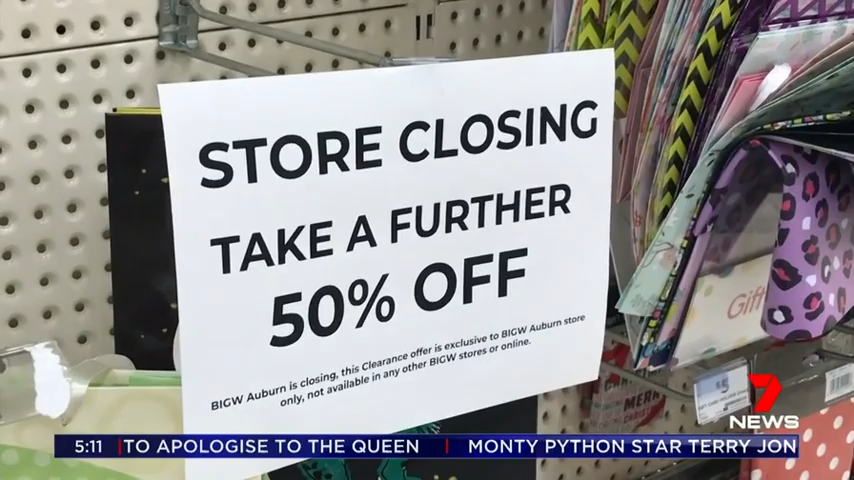 STORE CLOSING
TAKE A FURTHER
50% OFF
BIGW Auburn is closing, this Clearance offer is exclusive to BIGW Auburn store
only, not available in any other BIGW stores or online.
Gift
MERR
7
NEWS
5:11 TO APOLOGISE TO THE QUEEN MONTY PYTHON STAR TERRY JON